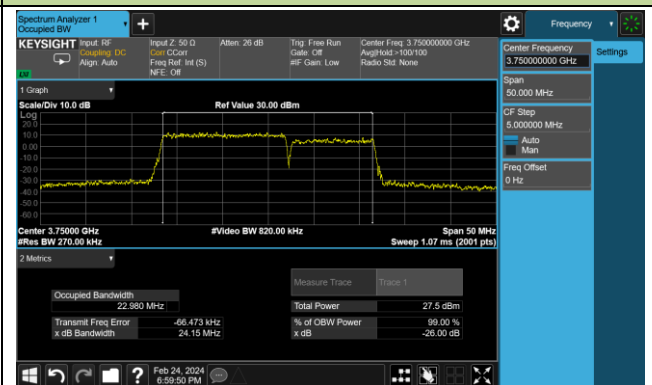 Spectrum Analyzer 1
Occupied BW
+
Frequency
KEYSIGHT
Input: RF
Coupling: DC
Align: Auto
Input Z: 50 Ω
Corr CCorr
Freq Ref: Int (S)
NFE: Off
Atten: 26 dB
Trig: Free Run
Gate: Off
#IF Gain: Low
Center Freq: 3.750000000 GHz
Avg|Hold:>100/100
Radio Std: None
Center Frequency
3.750000000 GHz
Settings
Span
50.000 MHz
CF Step
5.000000 MHz
Auto
Man
Freq Offset
0 Hz
1 Graph
Scale/Div 10.0 dB
Ref Value 30.00 dBm
Log
20.0
10.0
0.00
-10.0
-20.0
-30.0
-40.0
-50.0
-60.0
Center 3.75000 GHz
#Video BW 820.00 kHz
Span 50 MHz
#Res BW 270.00 kHz
Sweep 1.07 ms (2001 pts)
2 Metrics
Measure Trace
Trace 1
Occupied Bandwidth
22.980 MHz
Total Power
27.5 dBm
Transmit Freq Error
-66.473 kHz
% of OBW Power
99.00 %
x dB Bandwidth
24.15 MHz
x dB
-26.00 dB
?
Feb 24, 2024
6:59:50 PM